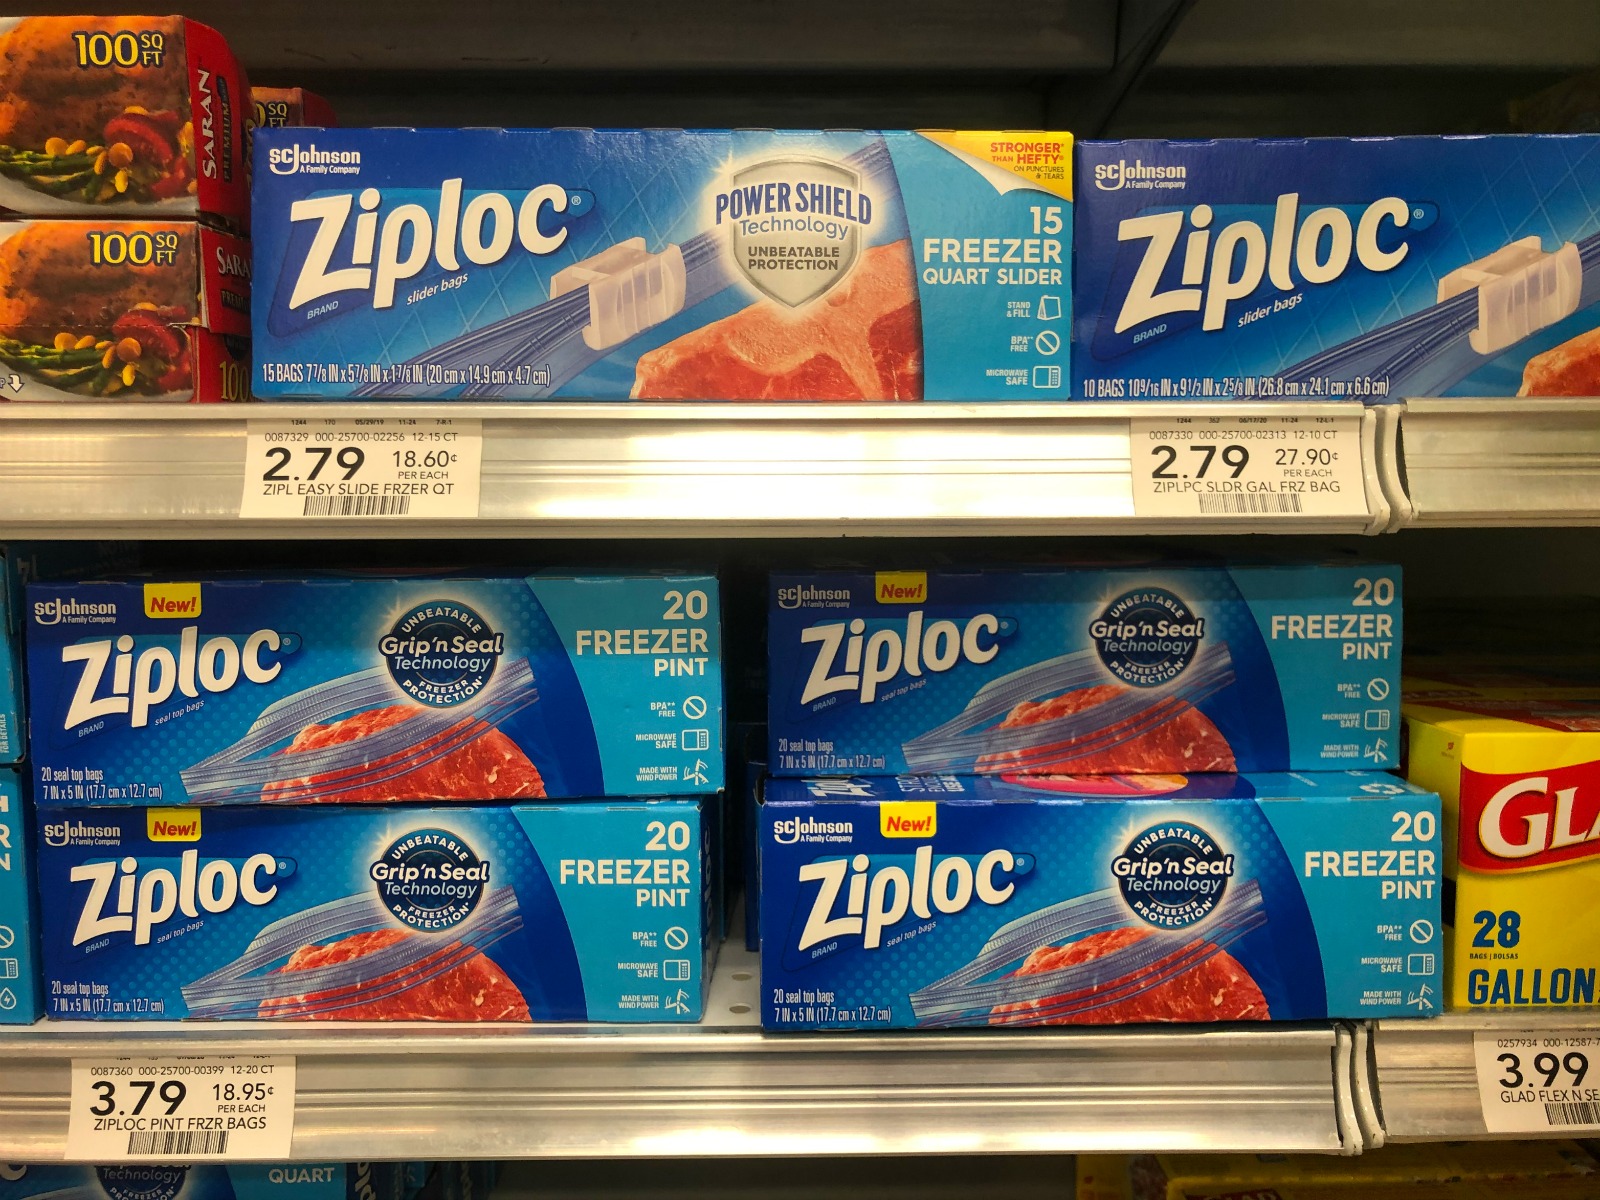 100 SQ FT
SARAN
PREMIUM
SQ FT
100 SQ FT
SARA
100
SC Johnson
A Family Company
Ziploc®
BRAND
slider bags
POWER SHIELD
Technology
UNBEATABLE
PROTECTION
STRONGER*
THAN HEFTY®
ON PUNCTURES
& TEARS
15
FREEZER
QUART SLIDER
STAND
& FILL
BPA**
FREE
MICROWAVE
SAFE
15 BAGS 7 7/8 IN x 5 7/8 IN x 1 7/8 IN (20 cm x 14.9 cm x 4.7 cm)
SC Johnson
A Family Company
Ziploc®
BRAND
slider bags
10 BAGS 10 9/16 IN x 9 1/2 IN x 2 5/8 IN (26.8 cm x 24.1 cm x 6.6 cm)
0087329 000-25700-02256 12-15 CT
2.79 18.60¢
PER EACH
ZIPL EASY SLIDE FRZER QT
0087330 000-25700-02313 12-10 CT
2.79 27.90¢
PER EACH
ZIPLPC SLDR GAL FRZ BAG
SC Johnson
A Family Company
New!
Ziploc®
BRAND
seal top bags
UNBEATABLE
Grip'n Seal
Technology
FREEZER
PROTECTION*
20
FREEZER
PINT
BPA**
FREE
MICROWAVE
SAFE
MADE WITH
WIND POWER
20 seal top bags
7 IN x 5 IN (17.7 cm x 12.7 cm)
SC Johnson
A Family Company
New!
Ziploc®
BRAND
seal top bags
UNBEATABLE
Grip'n Seal
Technology
FREEZER
PROTECTION*
20
FREEZER
PINT
BPA**
FREE
MICROWAVE
SAFE
MADE WITH
WIND POWER
20 seal top bags
7 IN x 5 IN (17.7 cm x 12.7 cm)
SC Johnson
A Family Company
New!
Ziploc®
BRAND
seal top bags
UNBEATABLE
Grip'n Seal
Technology
FREEZER
PROTECTION*
20
FREEZER
PINT
BPA**
FREE
MICROWAVE
SAFE
MADE WITH
WIND POWER
20 seal top bags
7 IN x 5 IN (17.7 cm x 12.7 cm)
SC Johnson
A Family Company
New!
Ziploc®
BRAND
seal top bags
UNBEATABLE
Grip'n Seal
Technology
FREEZER
PROTECTION*
20
FREEZER
PINT
BPA**
FREE
MICROWAVE
SAFE
MADE WITH
WIND POWER
20 seal top bags
7 IN x 5 IN (17.7 cm x 12.7 cm)
GLA
28
BAGS | BOLSAS
GALLON
0087360 000-25700-00399 12-20 CT
3.79 18.95¢
PER EACH
ZIPLOC PINT FRZR BAGS
0257934 000-12587-7
3.99
GLAD FLEX N SE
Technology
FREEZER
QUART